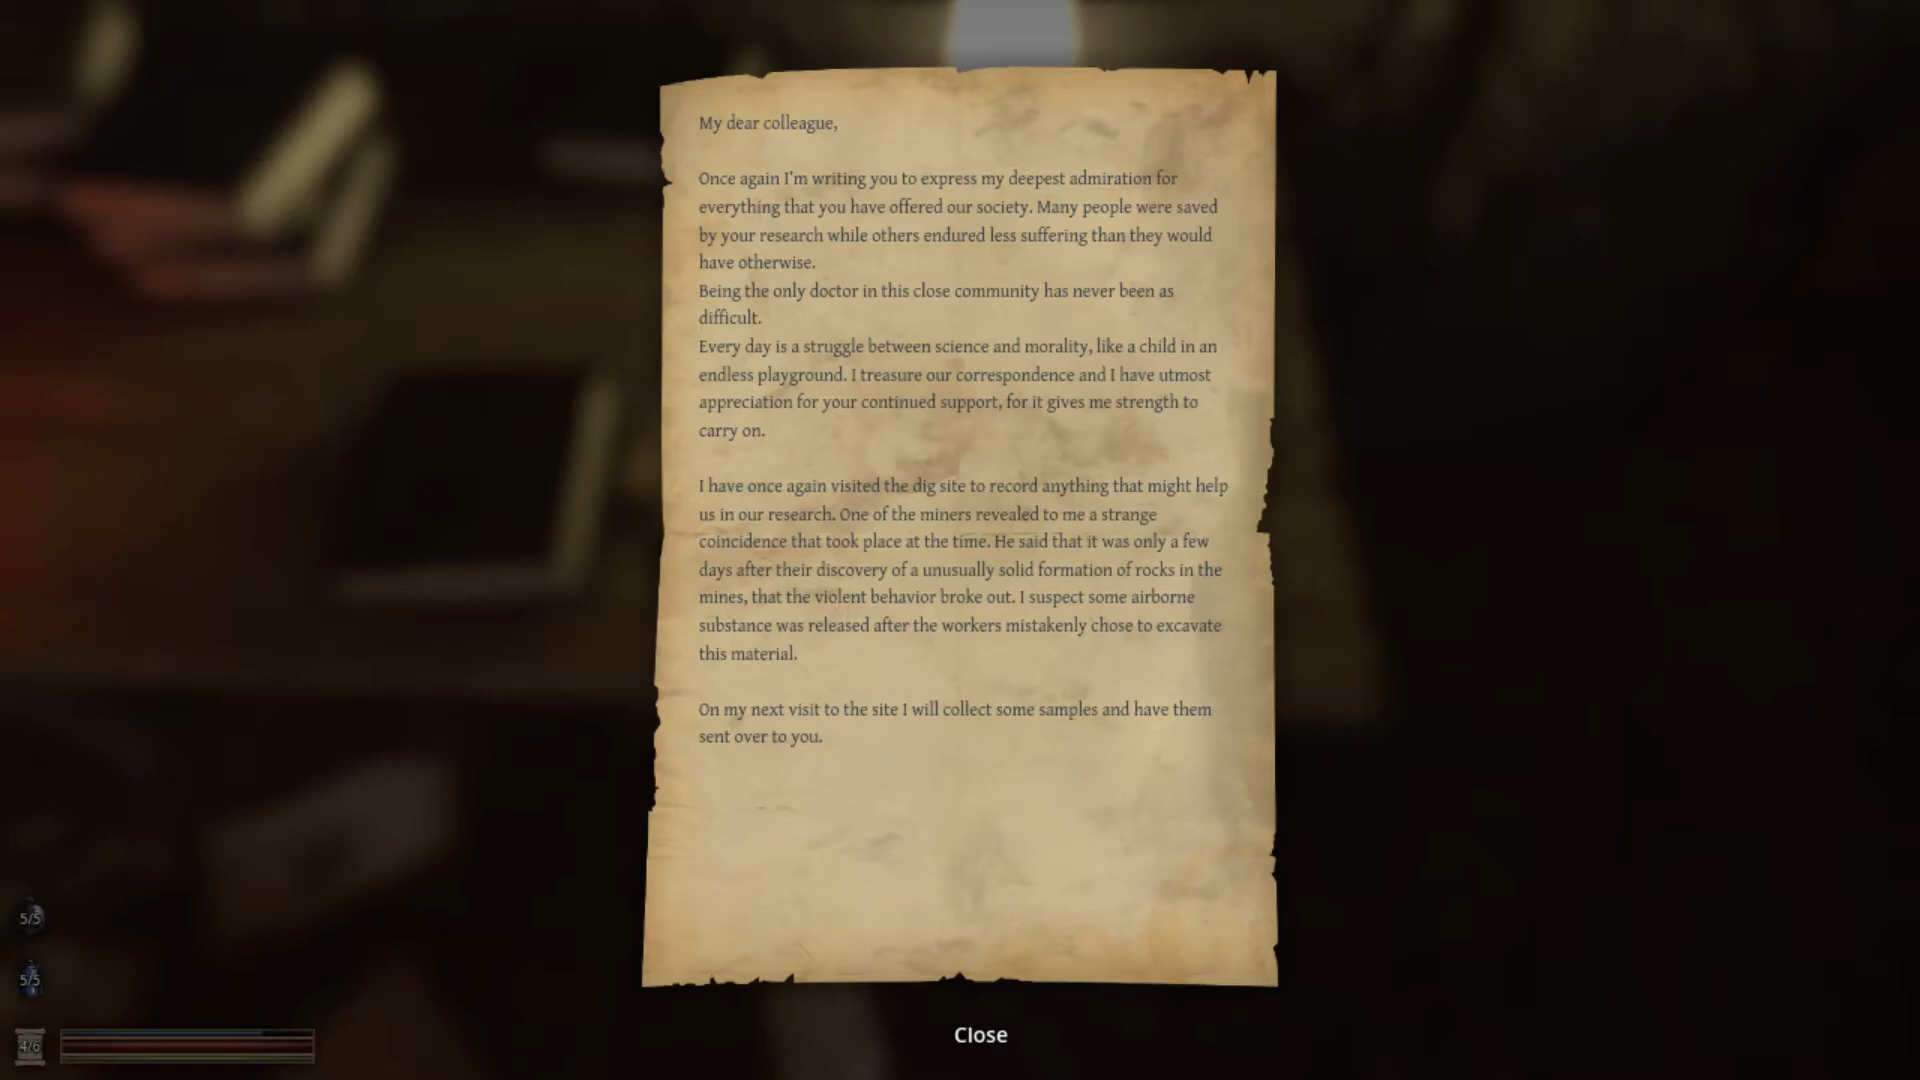 My dear colleague,
Once again I'm writing you to express my deepest admiration for
everything that you have offered our society. Many people were saved
by your research while others endured less suffering than they would
have otherwise.
Being the only doctor in this close community has never been as
difficult.
Every day is a struggle between science and morality, like a child in an
endless playground. I treasure our correspondence and I have utmost
appreciation for your continued support, for it gives me strength to
carry on.
I have once again visited the dig site to record anything that might help
us in our research. One of the miners revealed to me a strange
coincidence that took place at the time. He said that it was only a few
days after their discovery of a unusually solid formation of rocks in the
mines, that the violent behavior broke out. I suspect some airborne
substance was released after the workers mistakenly chose to excavate
this material.
On my next visit to the site I will collect some samples and have them
sent over to you.
5/5
5/5
4/6
Close